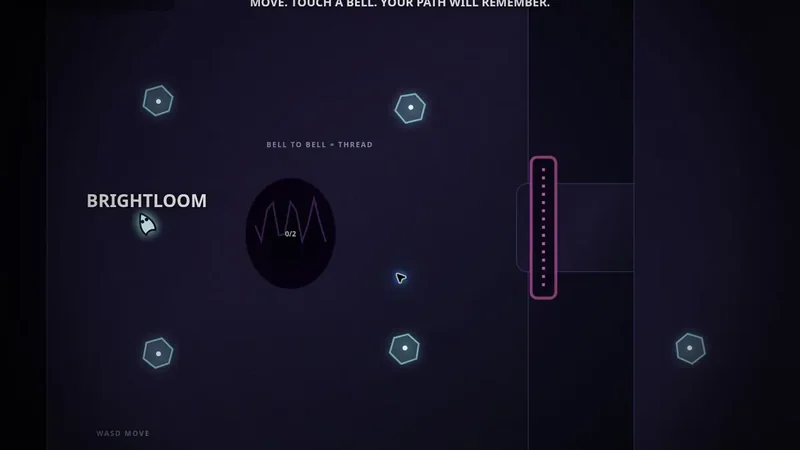 MOVE. TOUCH A BELL. YOUR PATH WILL REMEMBER.
BELL TO BELL = THREAD
BRIGHTLOOM
0/2
WASD MOVE